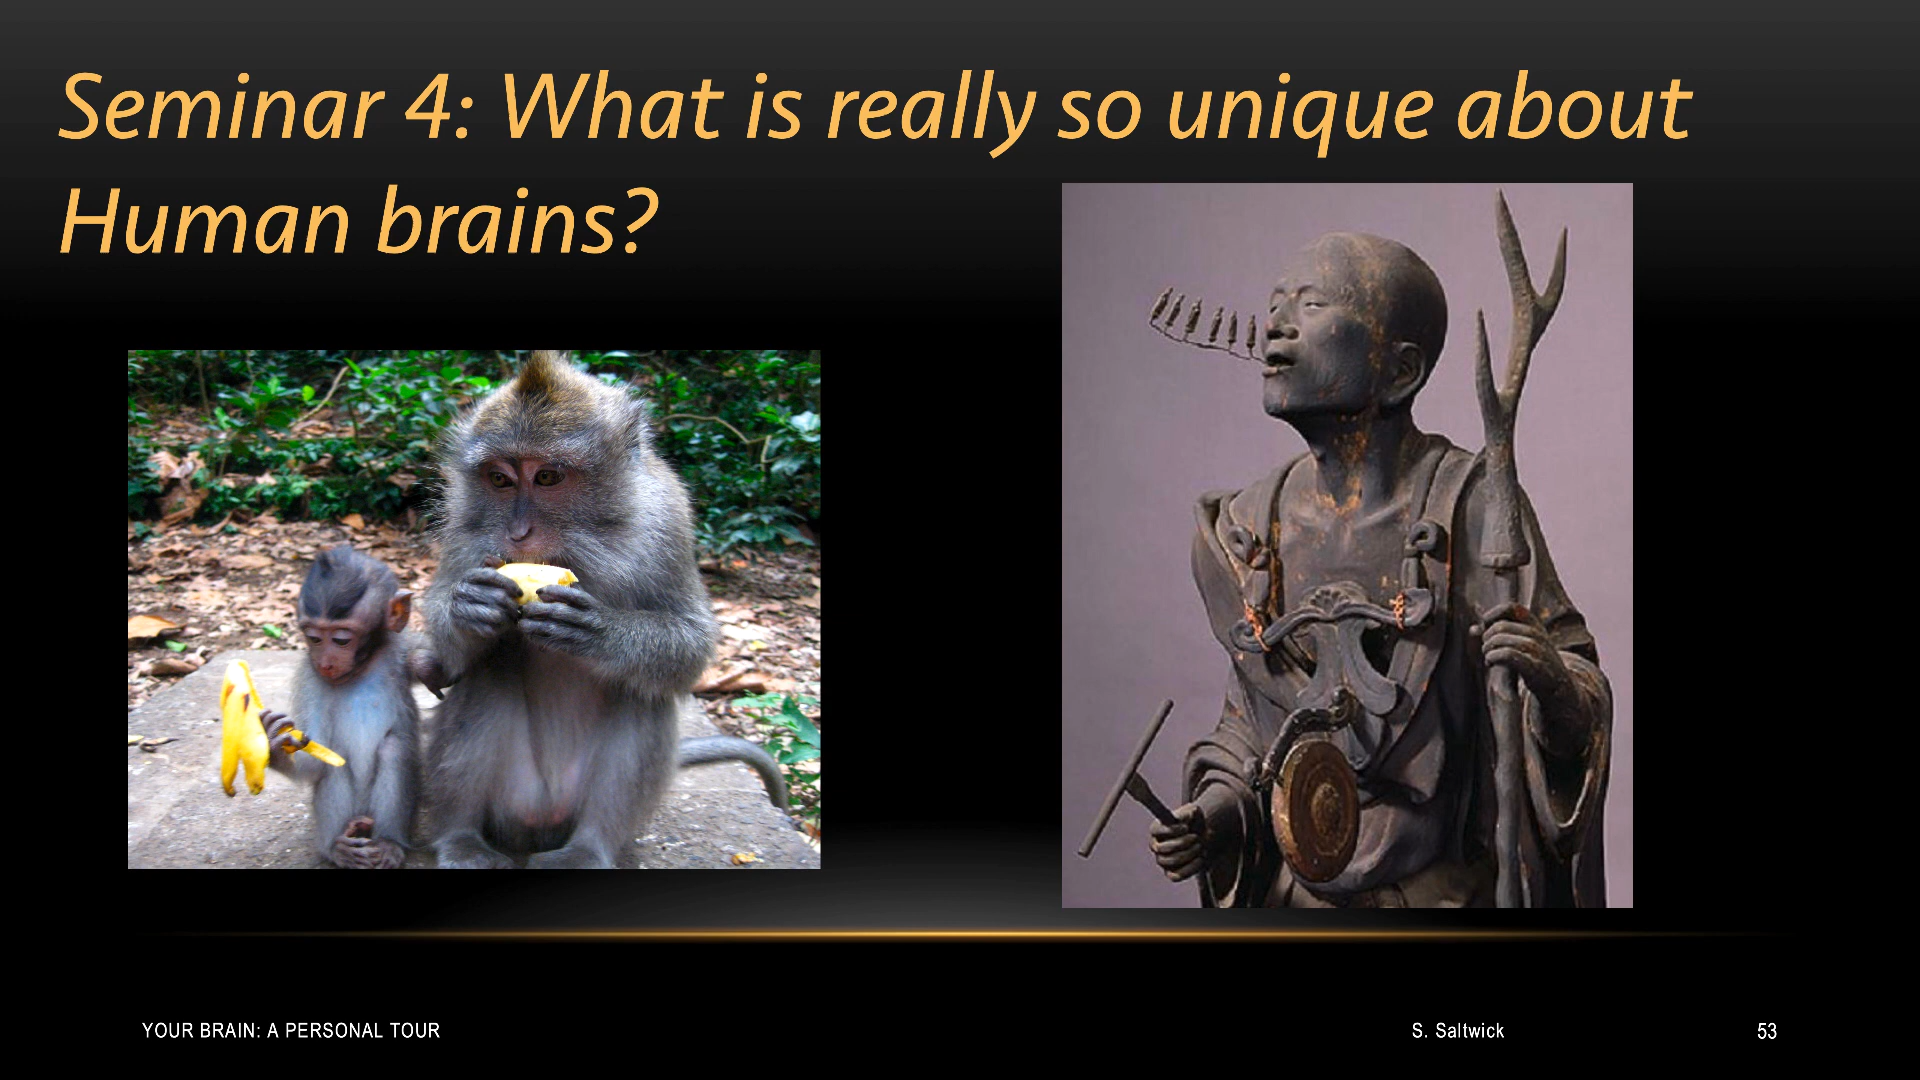 Seminar 4: What is really so unique about
Human brains?
YOUR BRAIN: A PERSONAL TOUR
S. Saltwick
53